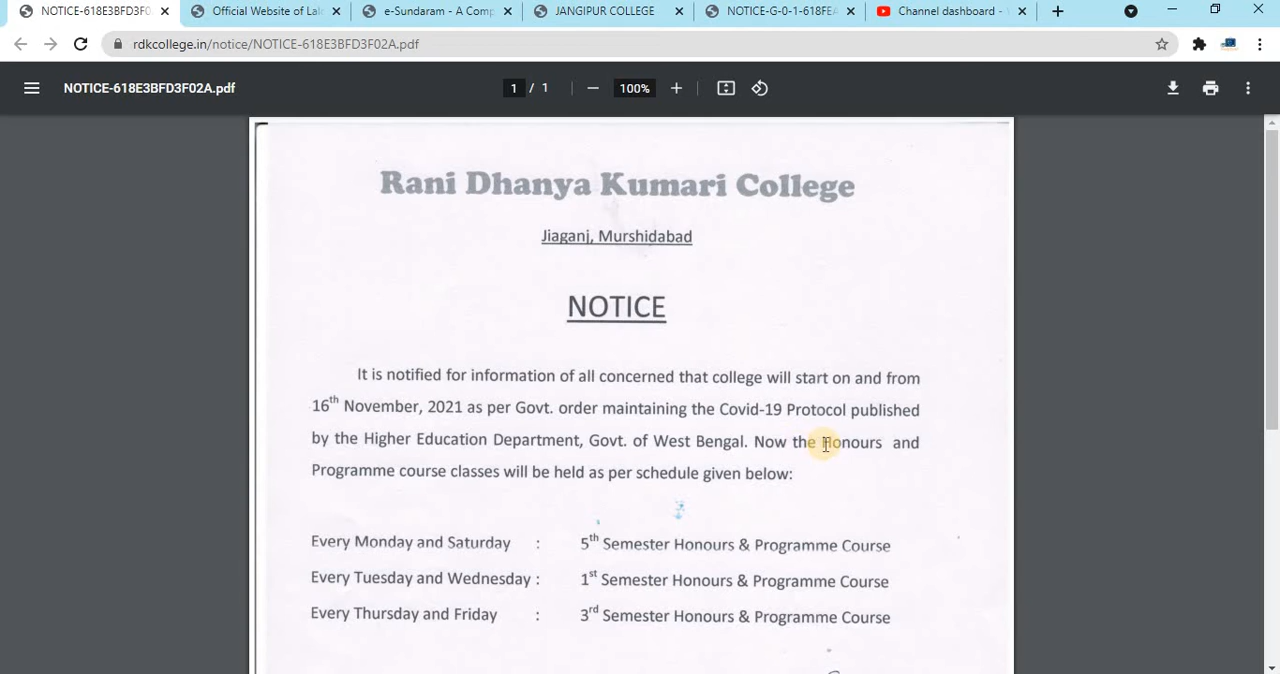 NOTICE-618E3BFD3F0
Official Website of Lal
e-Sundaram - A Comp
JANGIPUR COLLEGE
NOTICE-G-0-1-618FEA
Channel dashboard -
rdkcollege.in/notice/NOTICE-618E3BFD3F02A.pdf
NOTICE-618E3BFD3F02A.pdf
1 / 1
100%
Rani Dhanya Kumari College
Jiaganj, Murshidabad
NOTICE
It is notified for information of all concerned that college will start on and from
16th November, 2021 as per Govt. order maintaining the Covid-19 Protocol published
by the Higher Education Department, Govt. of West Bengal. Now the Honours and
Programme course classes will be held as per schedule given below:
Every Monday and Saturday : 5th Semester Honours & Programme Course
Every Tuesday and Wednesday : 1st Semester Honours & Programme Course
Every Thursday and Friday : 3rd Semester Honours & Programme Course